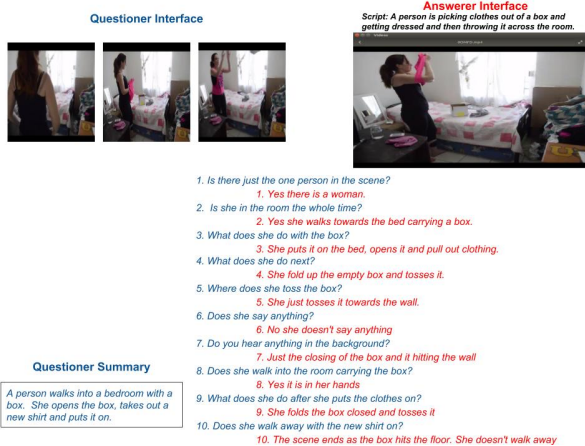 Questioner Interface
Answerer Interface
Script: A person is picking clothes out of a box and
getting dressed and then throwing it across the room.
1. Is there just the one person in the scene?
1. Yes there is a woman.
2. Is she in the room the whole time?
2. Yes she walks towards the bed carrying a box.
3. What does she do with the box?
3. She puts it on the bed, opens it and pull out clothing.
4. What does she do next?
4. She fold up the empty box and tosses it.
5. Where does she toss the box?
5. She just tosses it towards the wall.
6. Does she say anything?
6. No she doesn't say anything
7. Do you hear anything in the background?
7. Just the closing of the box and it hitting the wall
8. Does she walk into the room carrying the box?
8. Yes it is in her hands
9. What does she do after she puts the clothes on?
9. She folds the box closed and tosses it
10. Does she walk away with the new shirt on?
10. The scene ends as the box hits the floor. She doesn't walk away
Questioner Summary
A person walks into a bedroom with a
box. She opens the box, takes out a
new shirt and puts it on.